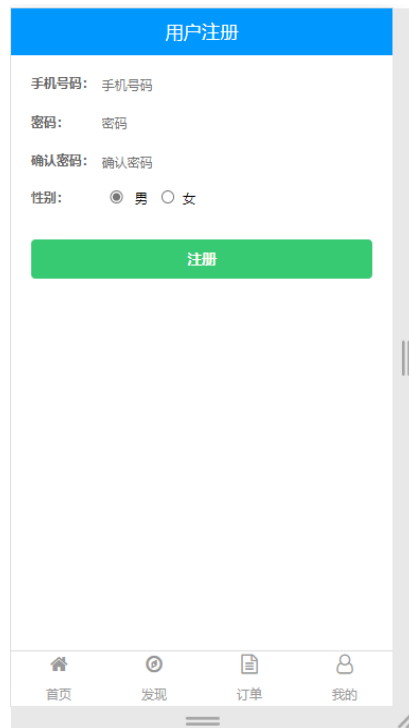 用户注册
手机号码： 手机号码
密码： 密码
确认密码： 确认密码
性别： 男 女
注册
首页 发现 订单 我的